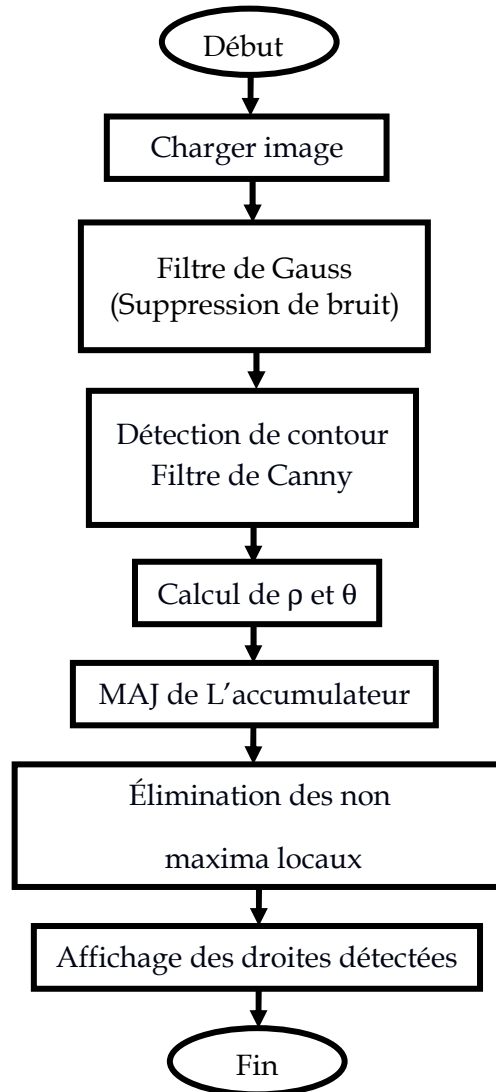 Début
Charger image
Filtre de Gauss
(Suppression de bruit)
Détection de contour
Filtre de Canny
Calcul de ρ et θ
MAJ de L'accumulateur
Élimination des non
maxima locaux
Affichage des droites détectées
Fin